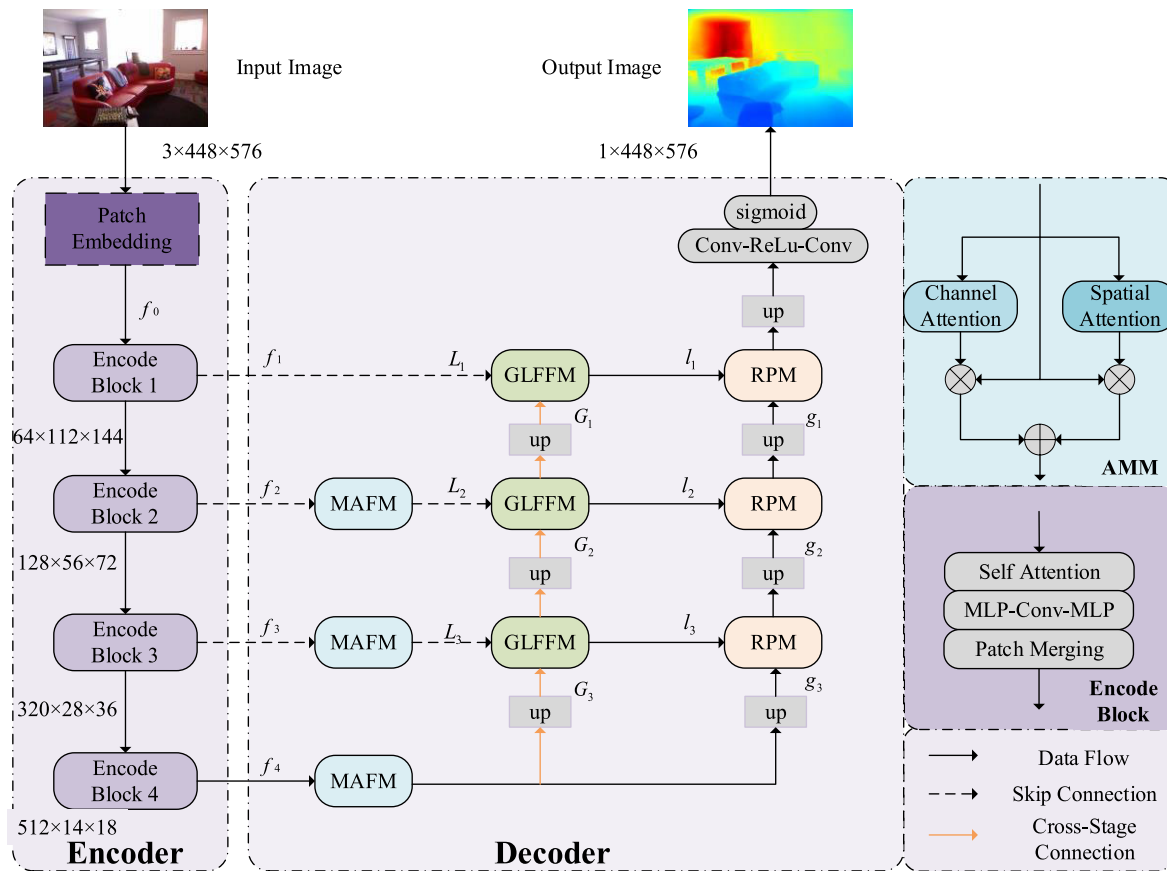 Input Image
Output Image
3×448×576
1×448×576
Patch
Embedding
sigmoid
Conv-ReLu-Conv
up
f₀
Encode
Block 1
f₁
L₁
GLFFM
l₁
RPM
64×112×144
G₁
up
g₁
up
Encode
Block 2
f₂
MAFM
L₂
GLFFM
l₂
RPM
128×56×72
G₂
up
g₂
up
Encode
Block 3
f₃
MAFM
L₃
GLFFM
l₃
RPM
320×28×36
G₃
up
g₃
up
Encode
Block 4
f₄
MAFM
512×14×18
Encoder
Decoder
Channel
Attention
Spatial
Attention
AMM
Self Attention
MLP-Conv-MLP
Patch Merging
Encode
Block
Data Flow
Skip Connection
Cross-Stage
Connection